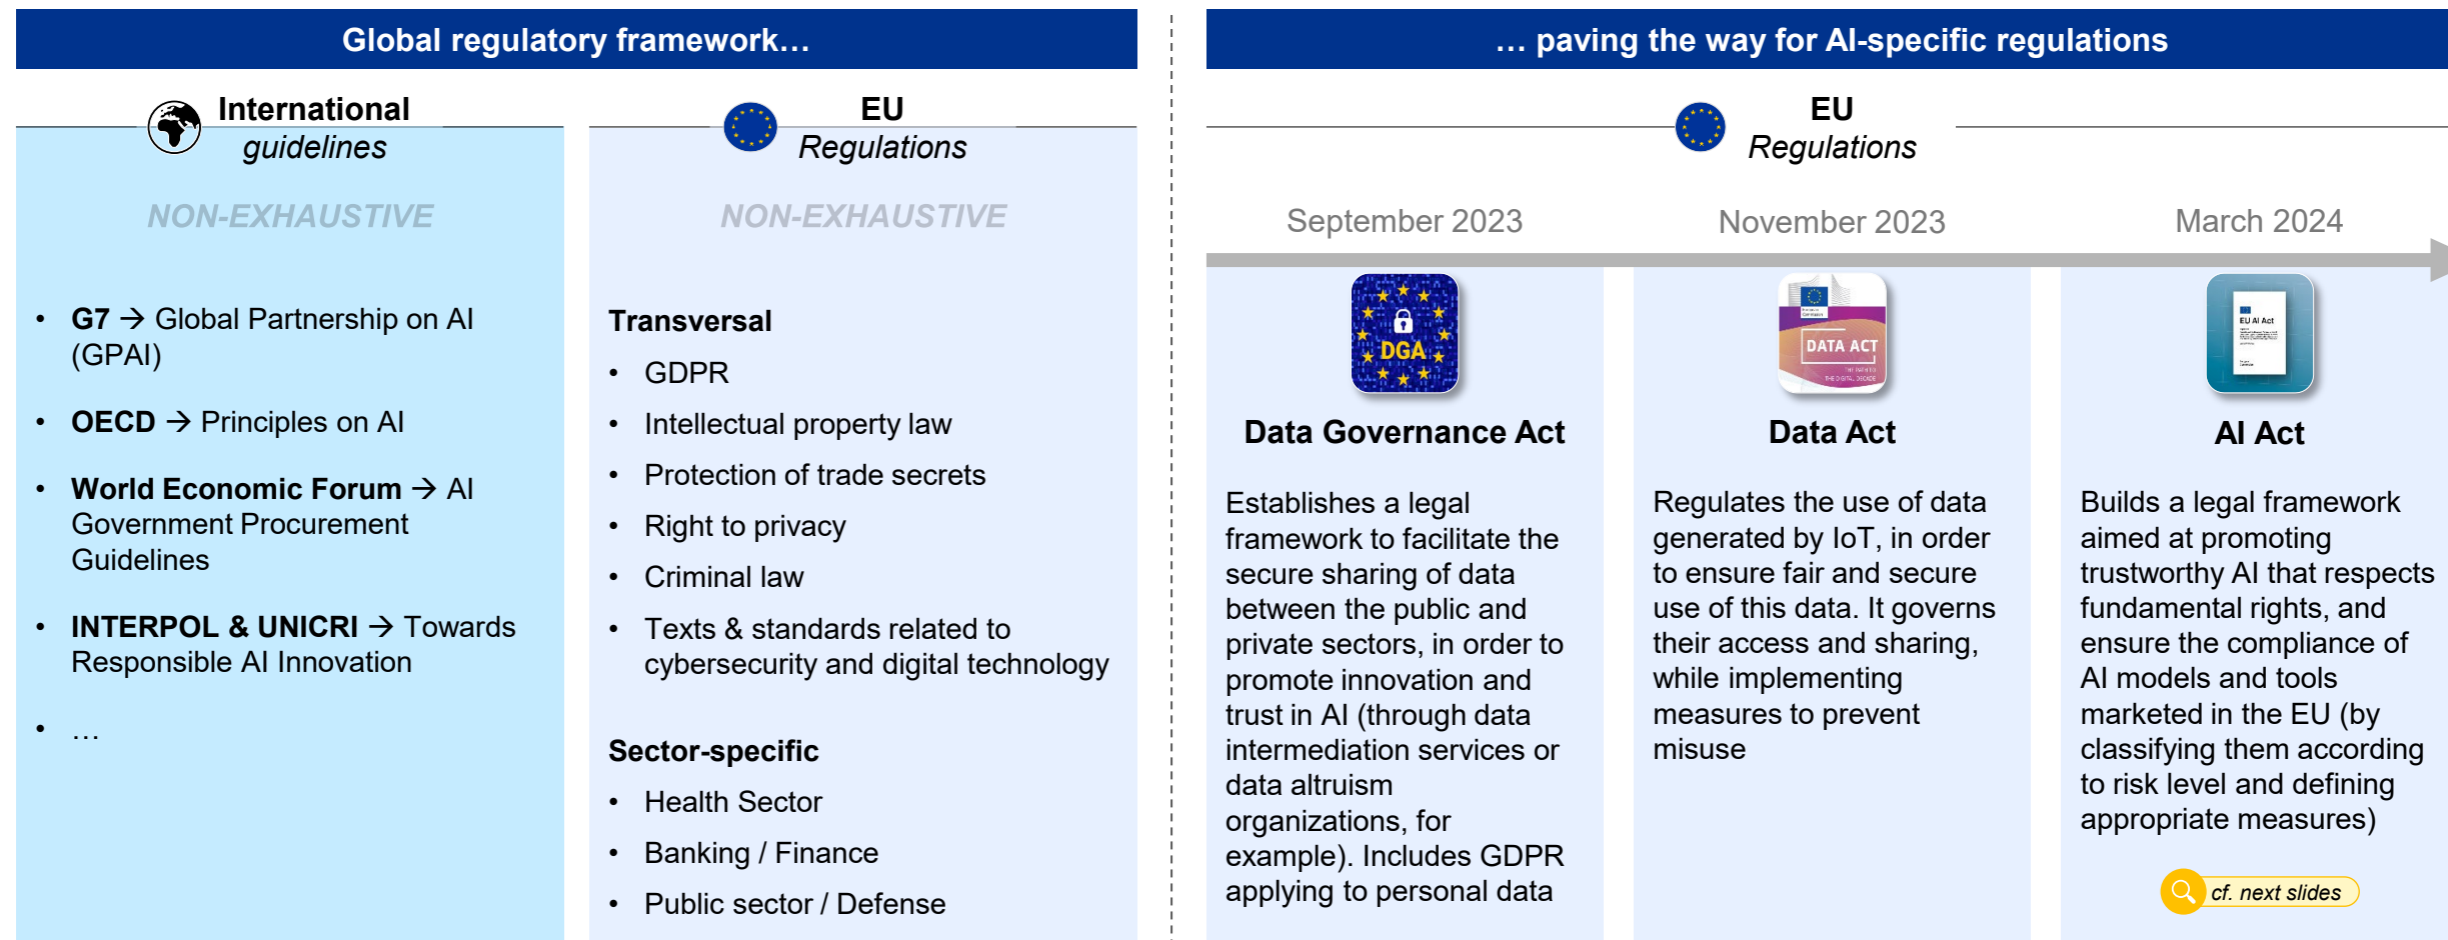 Global regulatory framework…
International
guidelines
NON-EXHAUSTIVE
• G7 → Global Partnership on AI
(GPAI)
• OECD → Principles on AI
• World Economic Forum → AI
Government Procurement
Guidelines
• INTERPOL & UNICRI → Towards
Responsible AI Innovation
• …
EU
Regulations
NON-EXHAUSTIVE
Transversal
• GDPR
• Intellectual property law
• Protection of trade secrets
• Right to privacy
• Criminal law
• Texts & standards related to
cybersecurity and digital technology
Sector-specific
• Health Sector
• Banking / Finance
• Public sector / Defense
… paving the way for AI-specific regulations
EU
Regulations
September 2023
DGA
Data Governance Act
Establishes a legal
framework to facilitate the
secure sharing of data
between the public and
private sectors, in order to
promote innovation and
trust in AI (through data
intermediation services or
data altruism
organizations, for
example). Includes GDPR
applying to personal data
November 2023
DATA ACT
THE PATH TO
THE DIGITAL DECADE
Data Act
Regulates the use of data
generated by IoT, in order
to ensure fair and secure
use of this data. It governs
their access and sharing,
while implementing
measures to prevent
misuse
March 2024
EU AI Act
AI Act
Builds a legal framework
aimed at promoting
trustworthy AI that respects
fundamental rights, and
ensure the compliance of
AI models and tools
marketed in the EU (by
classifying them according
to risk level and defining
appropriate measures)
cf. next slides